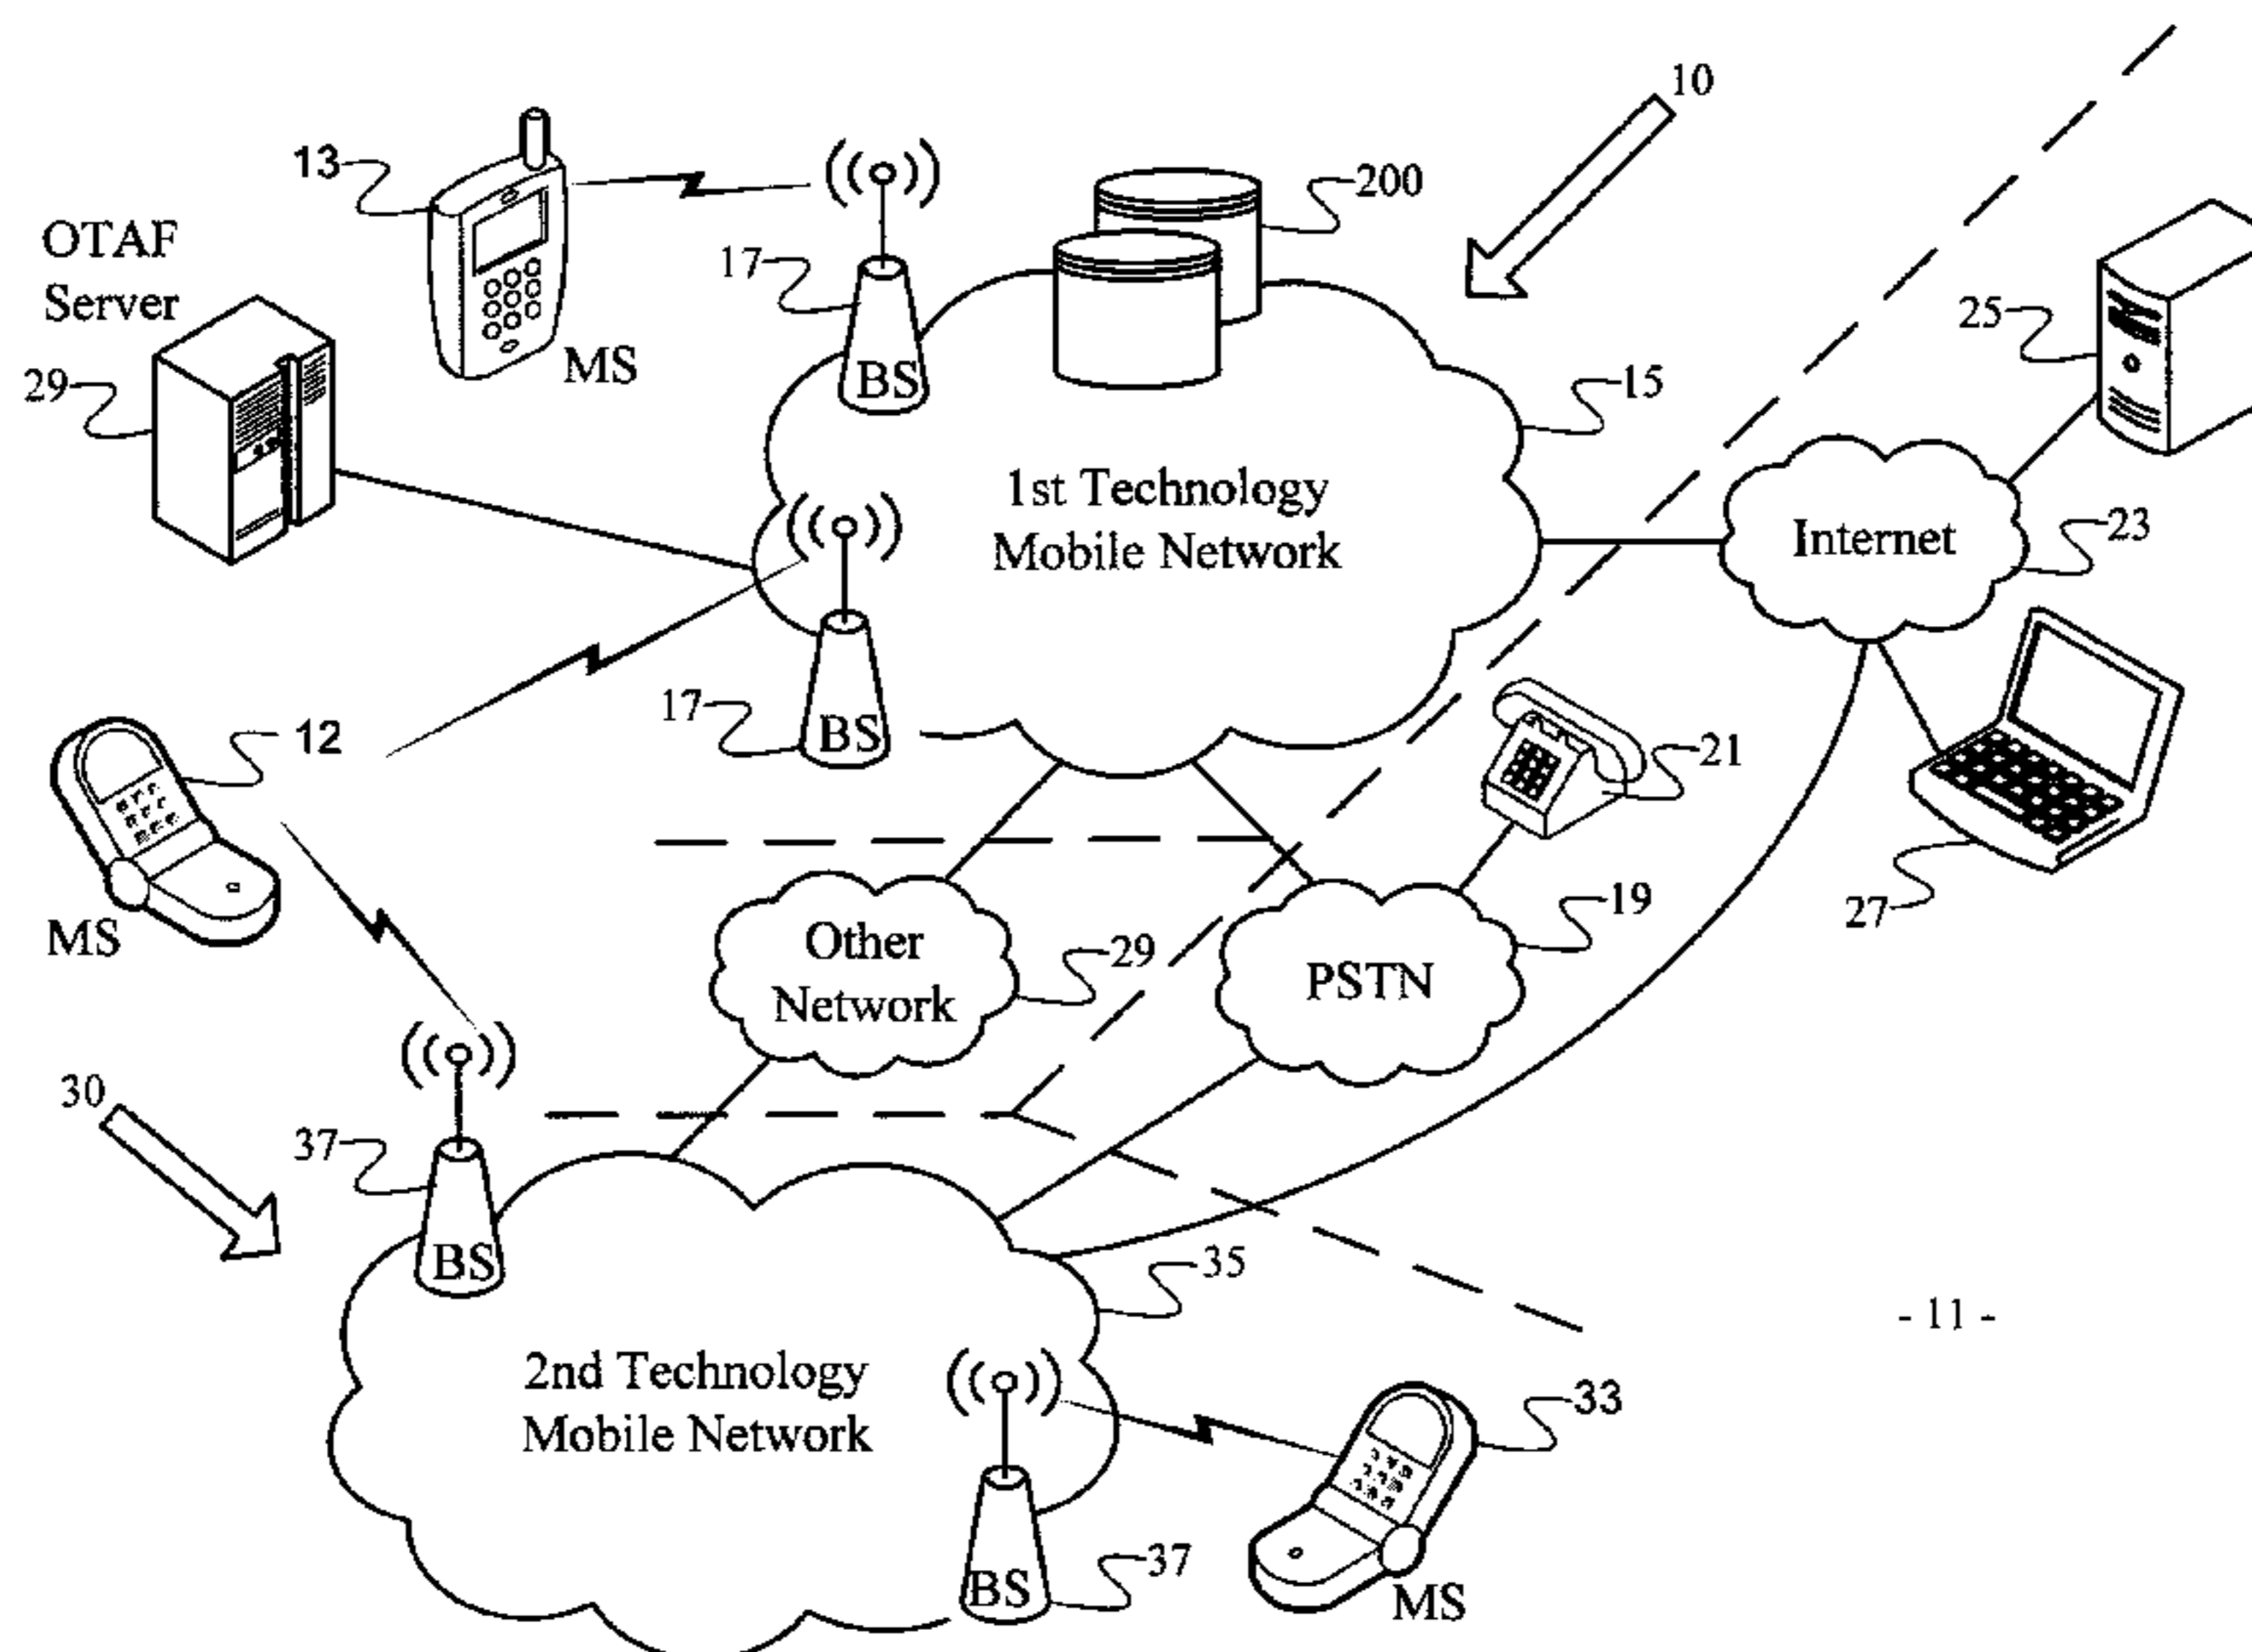 10
13
200
OTAF
Server
17
25
29
MS
BS
15
1st Technology
Mobile Network
Internet
23
17
BS
12
21
MS
27
19
Other
Network
29
PSTN
30
37
BS
35
- 11 -
2nd Technology
Mobile Network
33
37
BS
MS